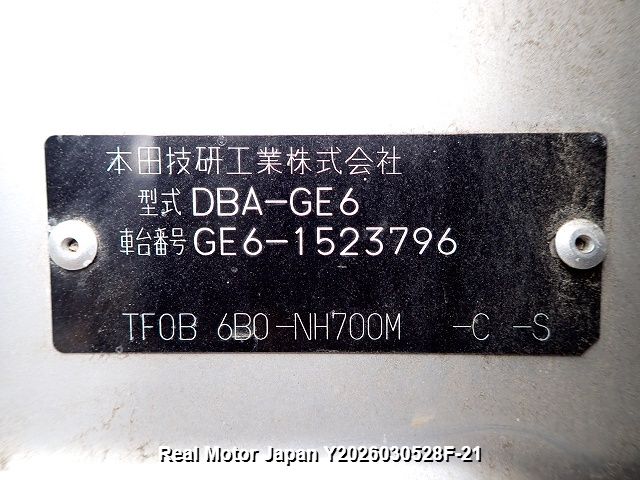 本田技研工業株式会社
型式 DBA-GE6
車台番号 GE6-1523796
TF0B 6B0-NH700M -C -S
Real Motor Japan Y2026030528F-21